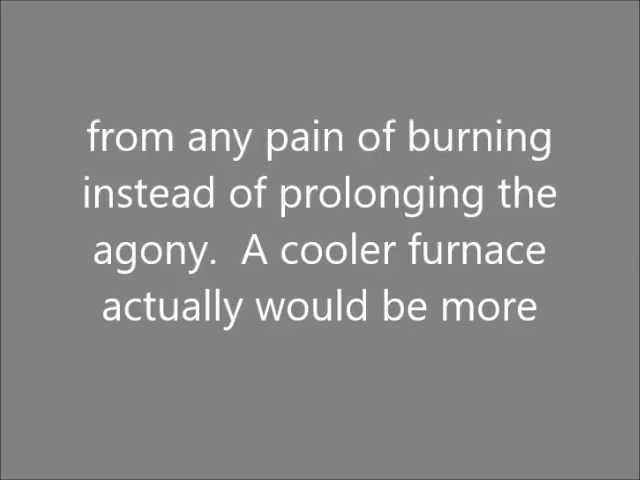 from any pain of burning
instead of prolonging the
agony.  A cooler furnace
actually would be more